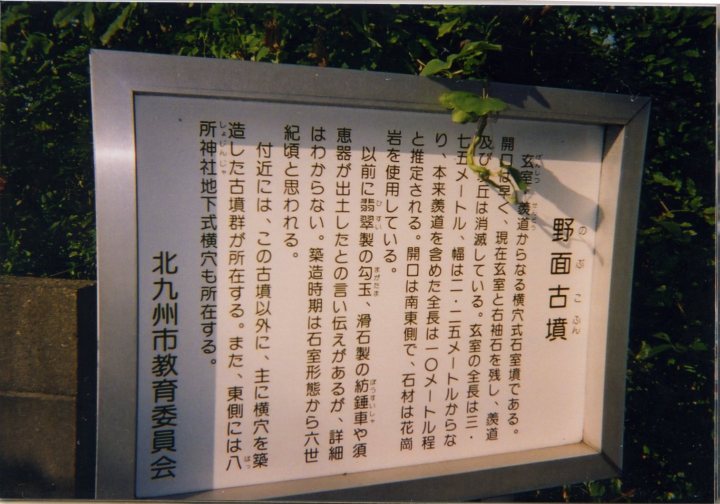 野面古墳
のぶこふん
玄室、羨道からなる横穴式石室墳である。
開口は早く、現在玄室と右袖石を残し、羨道
及び丘は消滅している。玄室の全長は三・
七五メートル、幅は二・二五メートルからな
り、本来羨道を含めた全長は一〇メートル程
と推定される。開口は南東側で、石材は花崗
岩を使用している。
以前に翡翠製の勾玉、滑石製の紡錘車や須
恵器が出土したとの言い伝えがあるが、詳細
はわからない。築造時期は石室形態から六世
紀頃と思われる。
付近には、この古墳以外に、主に横穴を築
造した古墳群が所在する。また、東側には八
所神社地下式横穴も所在する。
北九州市教育委員会